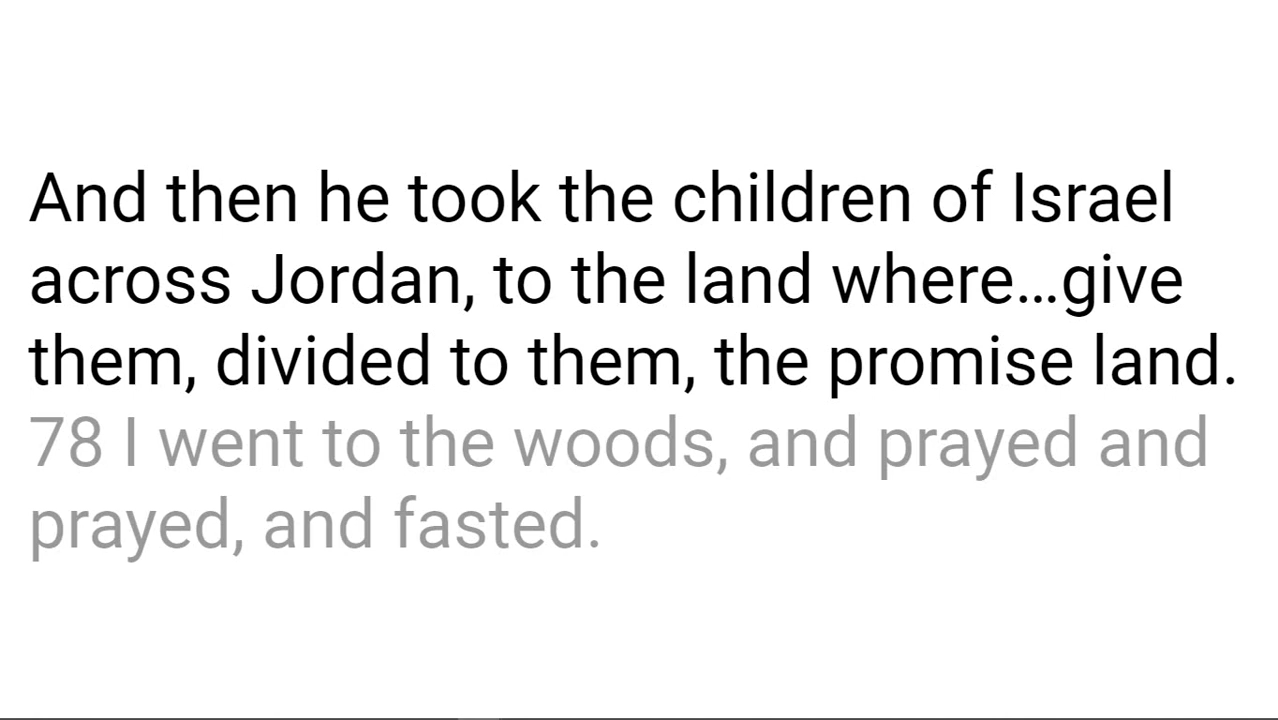 And then he took the children of Israel
across Jordan, to the land where…give
them, divided to them, the promise land.
78 I went to the woods, and prayed and
prayed, and fasted.